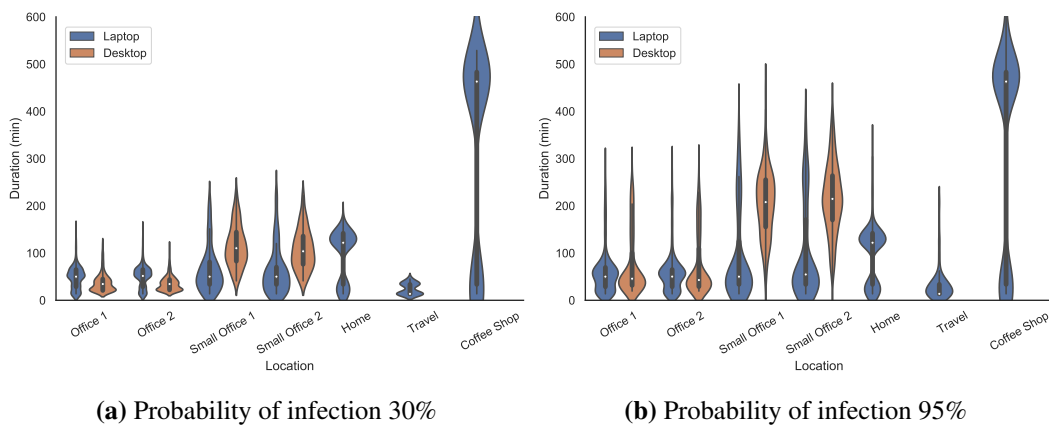 600
500
400
300
200
100
0
Duration (min)
Laptop
Desktop
Office 1
Office 2
Small Office 1
Small Office 2
Home
Travel
Coffee Shop
Location
(a) Probability of infection 30%
600
500
400
300
200
100
0
Duration (min)
Laptop
Desktop
Office 1
Office 2
Small Office 1
Small Office 2
Home
Travel
Coffee Shop
Location
(b) Probability of infection 95%